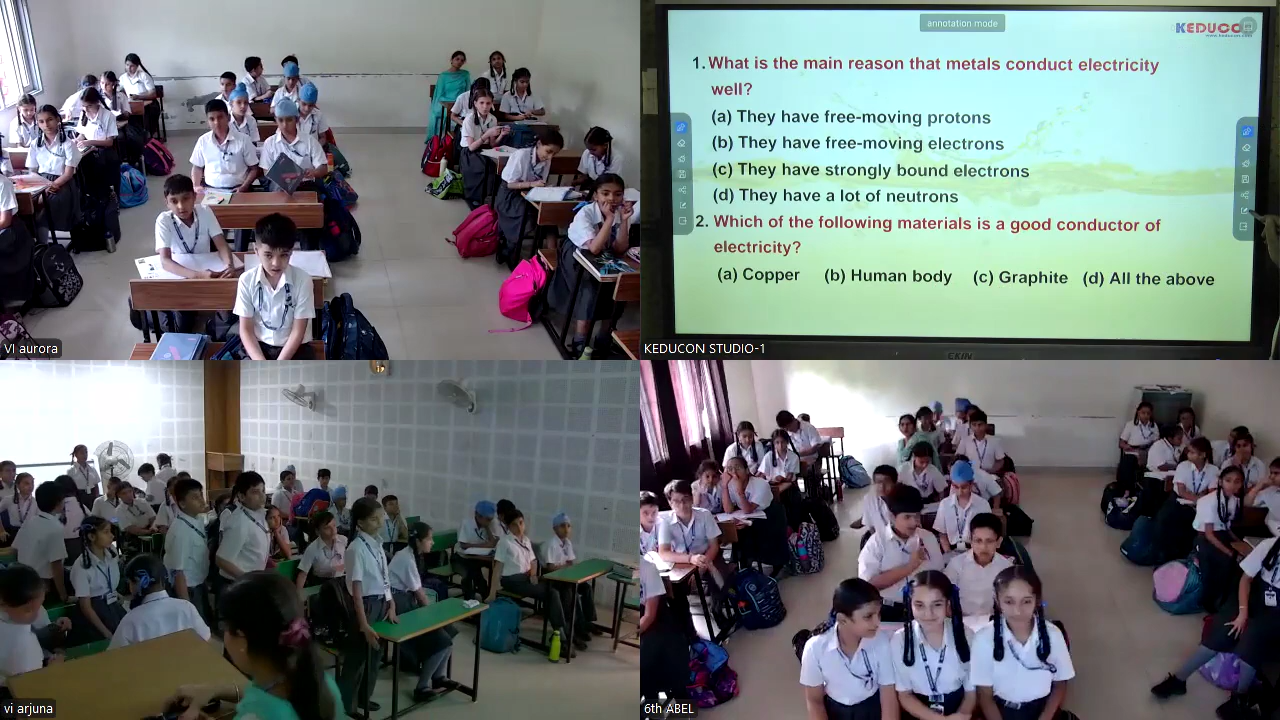 annotation mode
KEDUCON
www.keducon.com
1. What is the main reason that metals conduct electricity
well?
(a) They have free-moving protons
(b) They have free-moving electrons
(c) They have strongly bound electrons
(d) They have a lot of neutrons
2. Which of the following materials is a good conductor of
electricity?
(a) Copper (b) Human body (c) Graphite (d) All the above
VI aurora
KEDUCON STUDIO-1
vi arjuna
6th ABEL